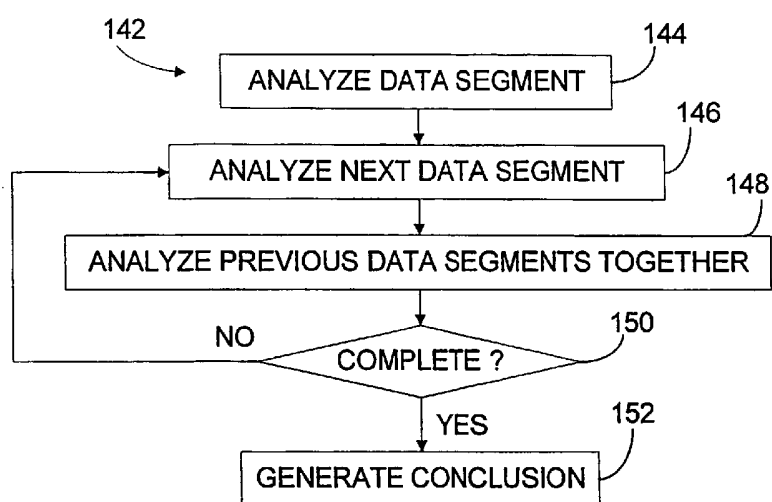 142
144
ANALYZE DATA SEGMENT
146
ANALYZE NEXT DATA SEGMENT
148
ANALYZE PREVIOUS DATA SEGMENTS TOGETHER
150
NO
COMPLETE ?
YES
152
GENERATE CONCLUSION